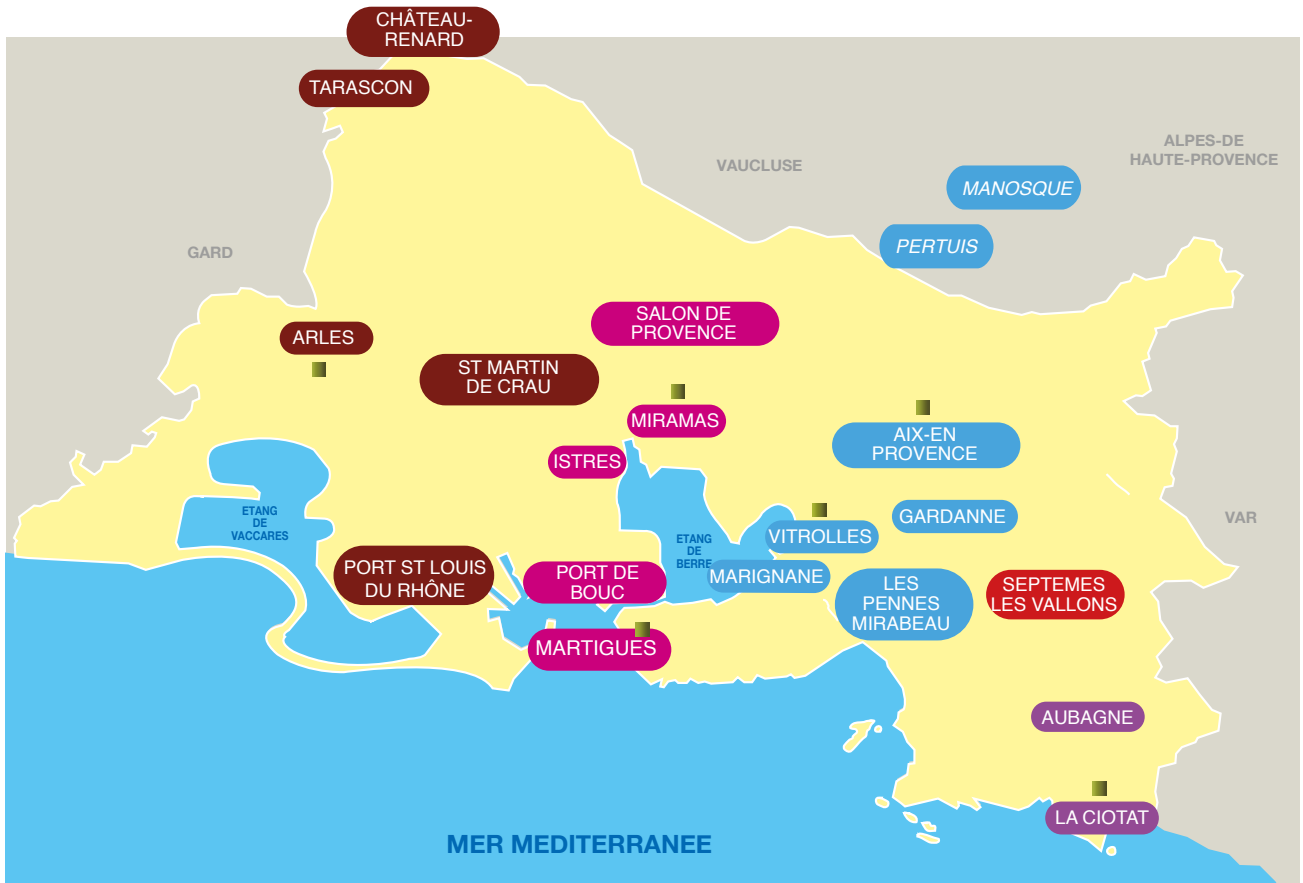 CHÂTEAU-
RENARD
TARASCON
ALPES-DE
HAUTE-PROVENCE
VAUCLUSE
MANOSQUE
PERTUIS
GARD
SALON DE
PROVENCE
ARLES
ST MARTIN
DE CRAU
MIRAMAS
AIX-EN
PROVENCE
ISTRES
ETANG
DE
VACCARES
GARDANNE
VAR
VITROLLES
ETANG
DE
BERRE
MARIGNANE
PORT ST LOUIS
DU RHÔNE
PORT DE
BOUC
LES
PENNES
MIRABEAU
SEPTEMES
LES VALLONS
MARTIGUES
AUBAGNE
LA CIOTAT
MER MEDITERRANEE